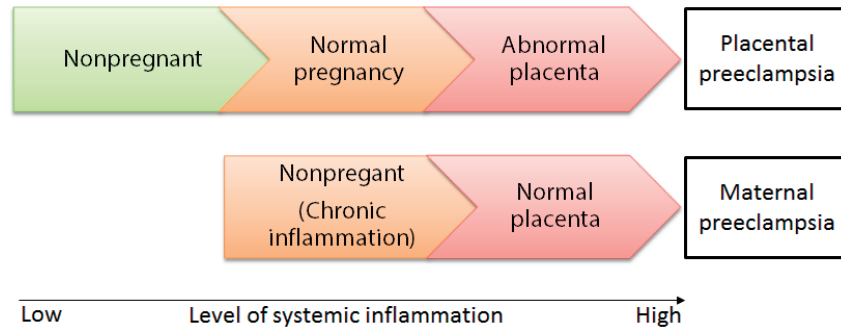 Nonpregnant
Normal
pregnancy
Abnormal
placenta
Placental
preeclampsia
Nonpregant
(Chronic
inflammation)
Normal
placenta
Maternal
preeclampsia
Low
Level of systemic inflammation
High